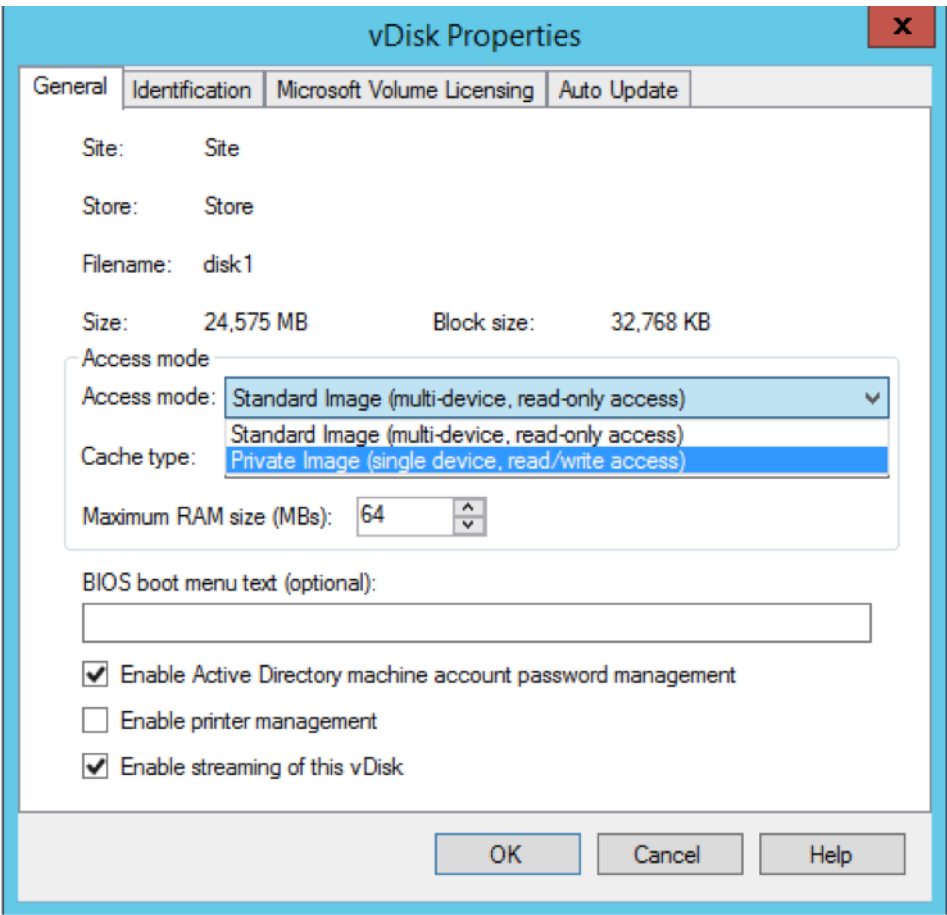 vDisk Properties
x
General Identification Microsoft Volume Licensing Auto Update
Site: Site
Store: Store
Filename: disk1
Size: 24,575 MB Block size: 32,768 KB
Access mode
Access mode: Standard Image (multi-device, read-only access)
Standard Image (multi-device, read-only access)
Cache type: Private Image (single device, read/write access)
Maximum RAM size (MBs): 64
BIOS boot menu text (optional):
Enable Active Directory machine account password management
Enable printer management
Enable streaming of this vDisk
OK Cancel Help